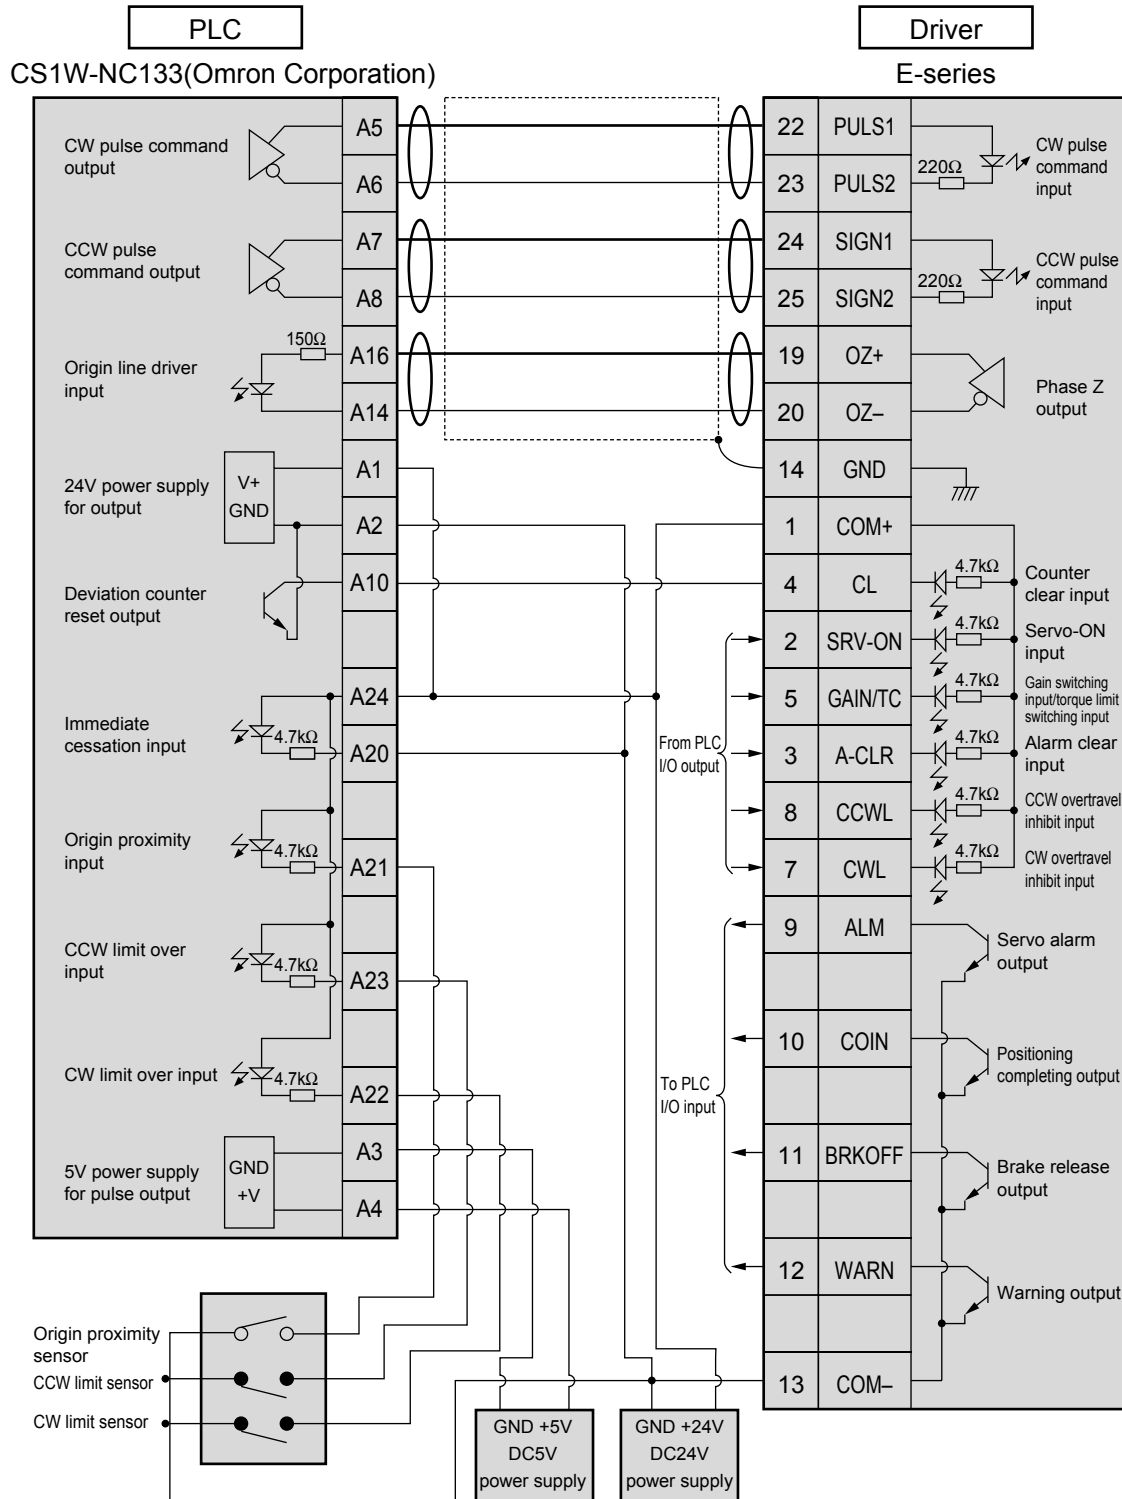 PLC
Driver
CS1W-NC133(Omron Corporation)
E-series
CW pulse command
output
A5
A6
CCW pulse
command output
A7
A8
150Ω
Origin line driver
input
A16
A14
24V power supply
for output
V+
GND
A1
A2
Deviation counter
reset output
A10
Immediate
cessation input
4.7kΩ
A24
A20
Origin proximity
input
4.7kΩ
A21
CCW limit over
input
4.7kΩ
A23
CW limit over input
4.7kΩ
A22
5V power supply
for pulse output
GND
+V
A3
A4
22 PULS1
23 PULS2
220Ω
CW pulse
command
input
24 SIGN1
25 SIGN2
220Ω
CCW pulse
command
input
19 OZ+
20 OZ–
Phase Z
output
14 GND
1 COM+
4 CL
4.7kΩ
Counter
clear input
2 SRV-ON
4.7kΩ
Servo-ON
input
5 GAIN/TC
4.7kΩ
Gain switching
input/torque limit
switching input
3 A-CLR
4.7kΩ
Alarm clear
input
8 CCWL
4.7kΩ
CCW overtravel
inhibit input
7 CWL
4.7kΩ
CW overtravel
inhibit input
From PLC
I/O output
9 ALM
Servo alarm
output
10 COIN
Positioning
completing output
To PLC
I/O input
11 BRKOFF
Brake release
output
12 WARN
Warning output
13 COM–
Origin proximity
sensor
CCW limit sensor
CW limit sensor
GND +5V
DC5V
power supply
GND +24V
DC24V
power supply